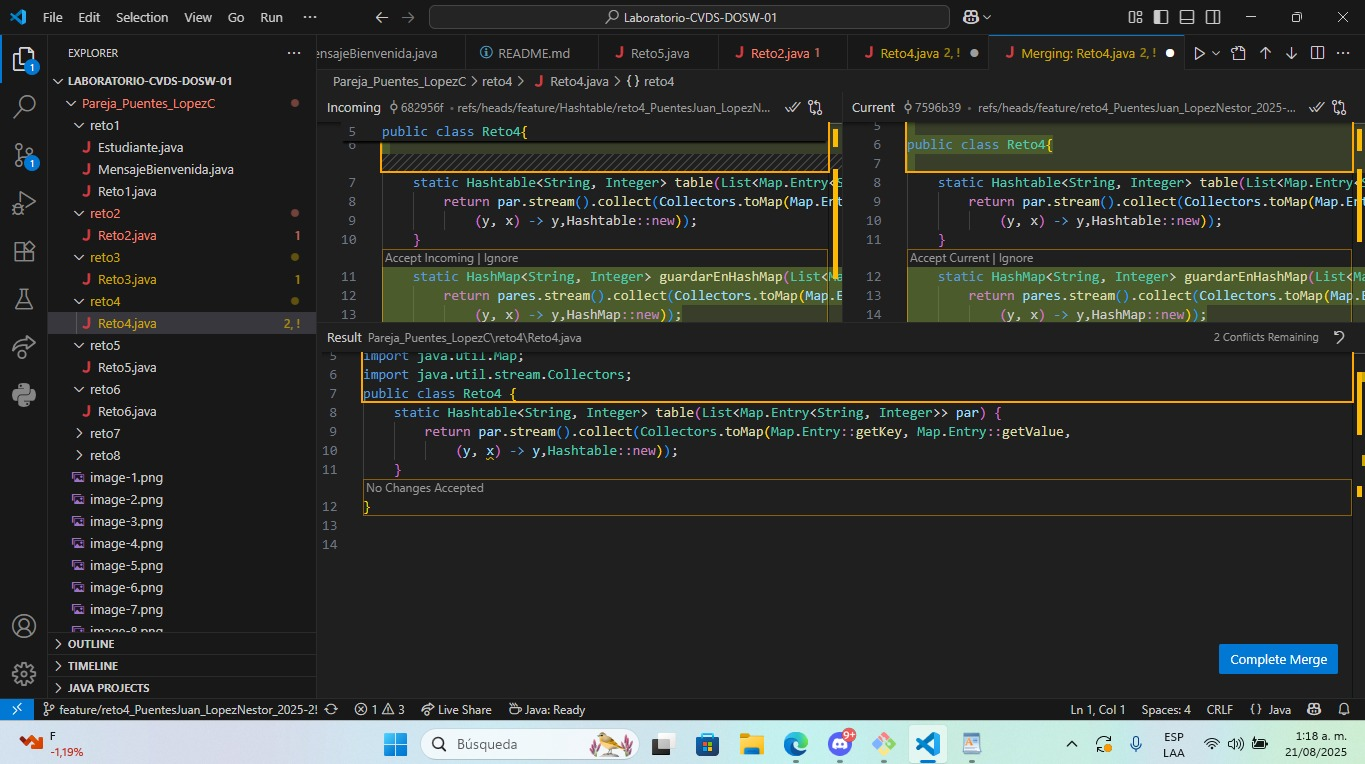 File Edit Selection View Go Run ···
Laboratorio-CVDS-DOSW-01
EXPLORER
LABORATORIO-CVDS-DOSW-01
Pareja_Puentes_LopezC
reto1
Estudiante.java
MensajeBienvenida.java
Reto1.java
reto2
Reto2.java 1
reto3
Reto3.java 1
reto4
Reto4.java 2, !
reto5
Reto5.java
reto6
Reto6.java
reto7
reto8
image-1.png
image-2.png
image-3.png
image-4.png
image-5.png
image-6.png
image-7.png
image-8.png
OUTLINE
TIMELINE
JAVA PROJECTS
1
1
ensajeBienvenida.java README.md Reto5.java Reto2.java 1 Reto4.java 2, ! Merging: Reto4.java 2, !
Pareja_Puentes_LopezC > reto4 > Reto4.java > {} reto4
Incoming 682956f · refs/heads/feature/Hashtable/reto4_PuentesJuan_LopezN...
5 public class Reto4{
6
7 static Hashtable<String, Integer> table(List<Map.Entry<S
8 return par.stream().collect(Collectors.toMap(Map.Ent
9 (y, x) -> y,Hashtable::new));
10 }
Accept Incoming | Ignore
11 static HashMap<String, Integer> guardarEnHashMap(List<Ma
12 return pares.stream().collect(Collectors.toMap(Map.E
13 (y, x) -> y,HashMap::new));
Current 7596b39 · refs/heads/feature/reto4_PuentesJuan_LopezNestor_2025-...
5
6 public class Reto4{
7
8 static Hashtable<String, Integer> table(List<Map.Entry<S
9 return par.stream().collect(Collectors.toMap(Map.Ent
10 (y, x) -> y,Hashtable::new));
11 }
Accept Current | Ignore
12 static HashMap<String, Integer> guardarEnHashMap(List<Ma
13 return pares.stream().collect(Collectors.toMap(Map.E
14 (y, x) -> y,HashMap::new));
Result Pareja_Puentes_LopezC\reto4\Reto4.java 2 Conflicts Remaining
5 import java.util.Map;
6 import java.util.stream.Collectors;
7 public class Reto4 {
8 static Hashtable<String, Integer> table(List<Map.Entry<String, Integer>> par) {
9 return par.stream().collect(Collectors.toMap(Map.Entry::getKey, Map.Entry::getValue,
10 (y, x) -> y,Hashtable::new));
11 }
No Changes Accepted
12 }
13
14
Complete Merge
feature/reto4_PuentesJuan_LopezNestor_2025-2! 1 3 Live Share Java: Ready Ln 1, Col 1 Spaces: 4 CRLF {} Java
F
-1,19%
Búsqueda
9+
ESP
LAA
1:18 a. m.
21/08/2025